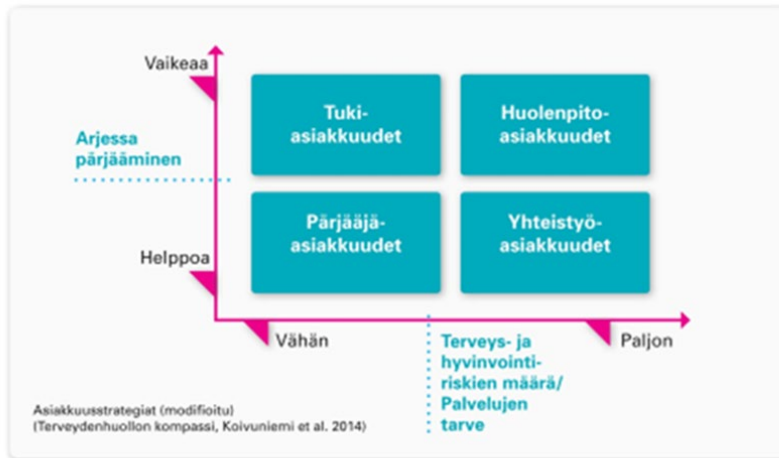 Vaikeaa
Tuki-
asiakkuudet
Huolenpito-
asiakkuudet
Arjessa
pärjääminen
Pärjääjä-
asiakkuudet
Yhteistyö-
asiakkuudet
Helppoa
Vähän
Terveys- ja
hyvinvointi-
riskien määrä/
Palvelujen
tarve
Paljon
Asiakkuusstrategiat (modifioitu)
(Terveydenhuollon kompassi, Koivuniemi et al. 2014)